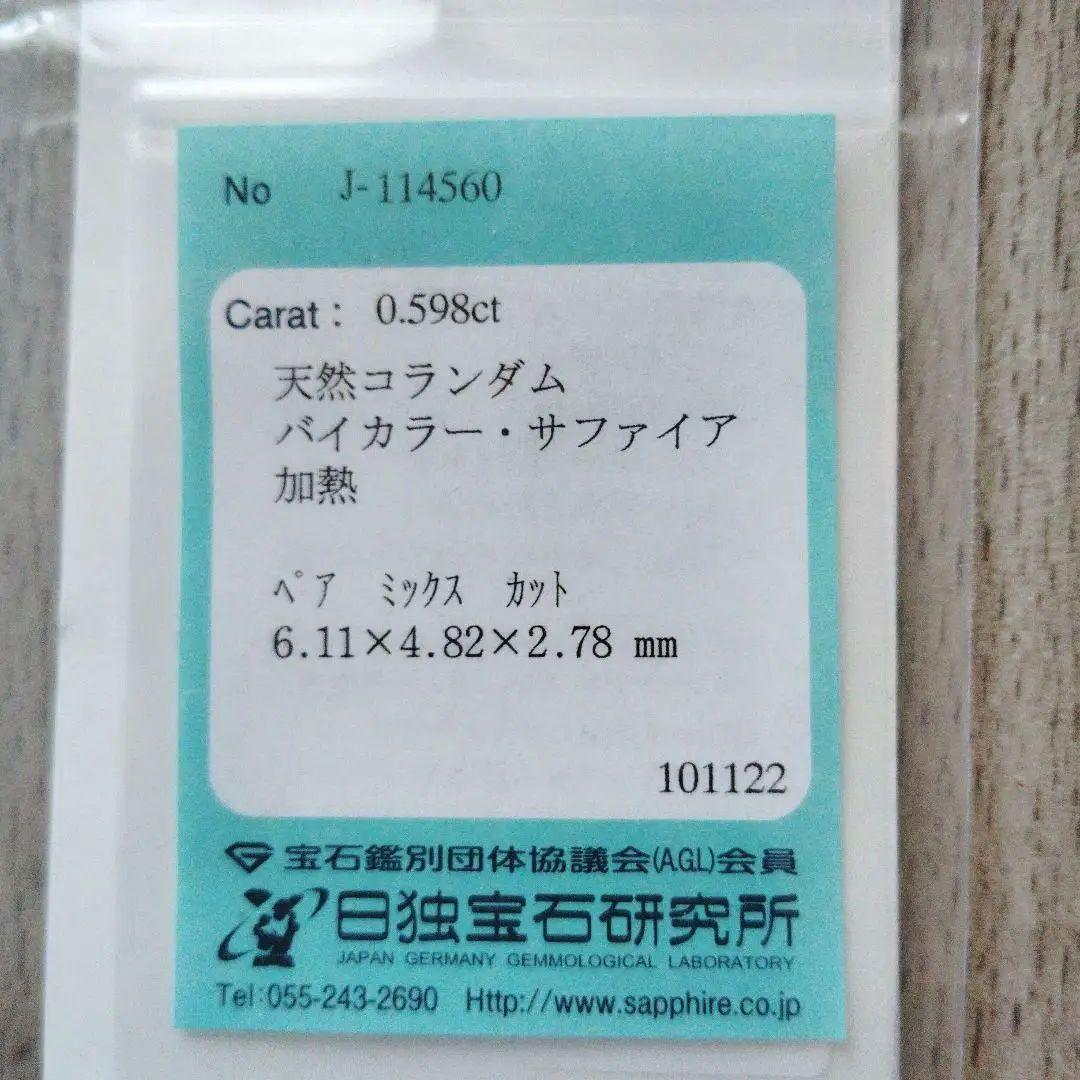 No J-114560
Carat : 0.598ct
天然コランダム
バイカラー・サファイア
加熱
ﾍﾟｱ ﾐｯｸｽ ｶｯﾄ
6.11×4.82×2.78 mm
101122
宝石鑑別団体協議会(AGL)会員
日独宝石研究所
JAPAN GERMANY GEMMOLOGICAL LABORATORY
Tel:055-243-2690 Http://www.sapphire.co.jp